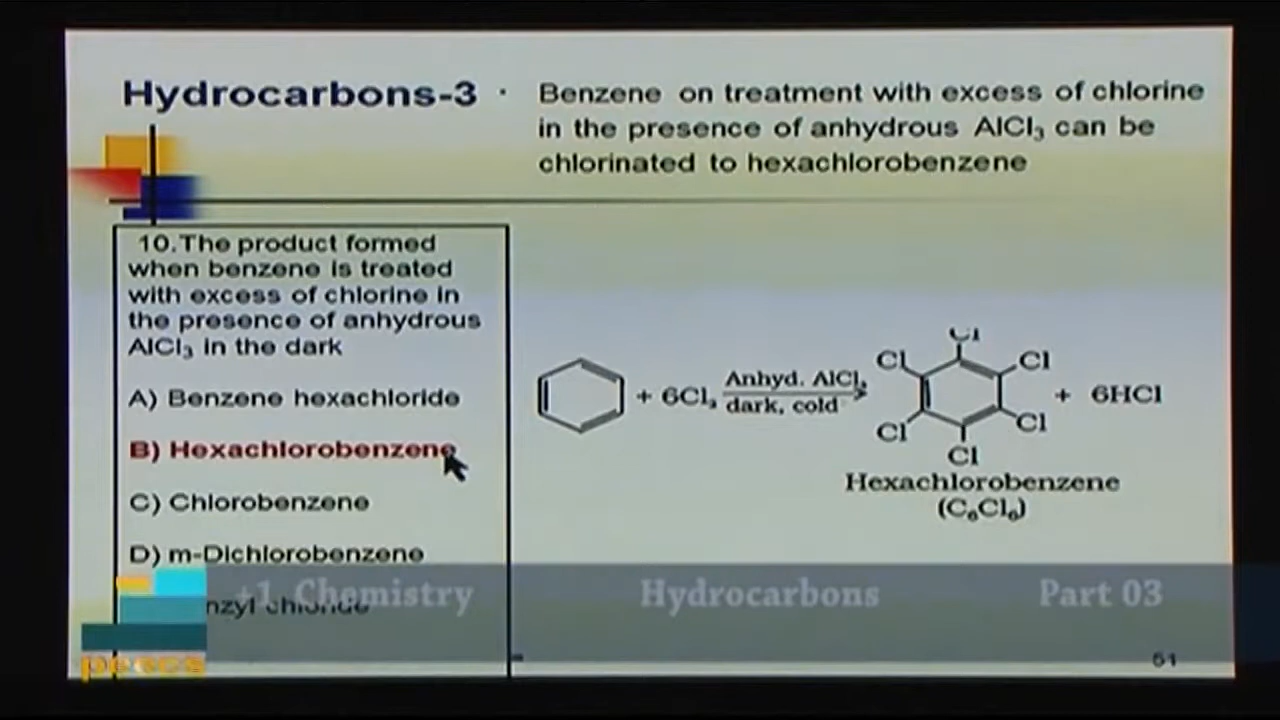 Hydrocarbons-3
· Benzene on treatment with excess of chlorine
in the presence of anhydrous AlCl₃ can be
chlorinated to hexachlorobenzene
10.The product formed
when benzene is treated
with excess of chlorine in
the presence of anhydrous
AlCl₃ in the dark
A) Benzene hexachloride
B) Hexachlorobenzene
C) Chlorobenzene
D) m-Dichlorobenzene
nzyl chloride
+ 6Cl₂
Anhyd. AlCl₃
dark, cold
Cl
Cl
Cl
Cl
Cl
Cl
+ 6HCl
Hexachlorobenzene
(C₆Cl₆)
+1 Chemistry Hydrocarbons Part 03
peecs
51